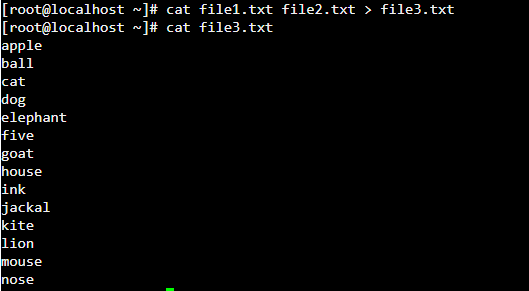 [root@localhost ~]# cat file1.txt file2.txt > file3.txt
[root@localhost ~]# cat file3.txt
apple
ball
cat
dog
elephant
five
goat
house
ink
jackal
kite
lion
mouse
nose